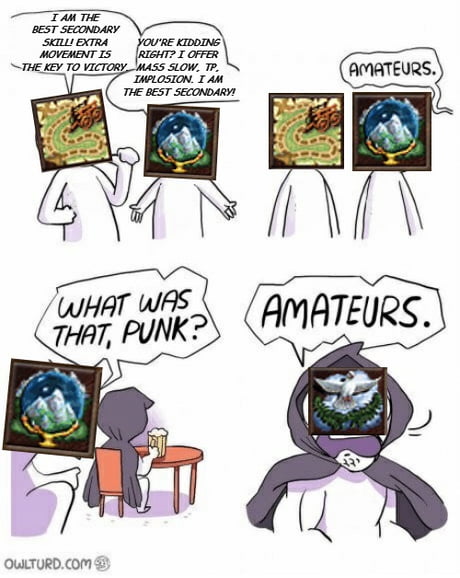 I AM THE
BEST SECONDARY
SKILL! EXTRA
MOVEMENT IS
THE KEY TO VICTORY
YOU'RE KIDDING
RIGHT? I OFFER
MASS SLOW, TP,
IMPLOSION. I AM
THE BEST SECONDARY!
AMATEURS.
WHAT WAS
THAT, PUNK?
AMATEURS.
OWLTURD.COM